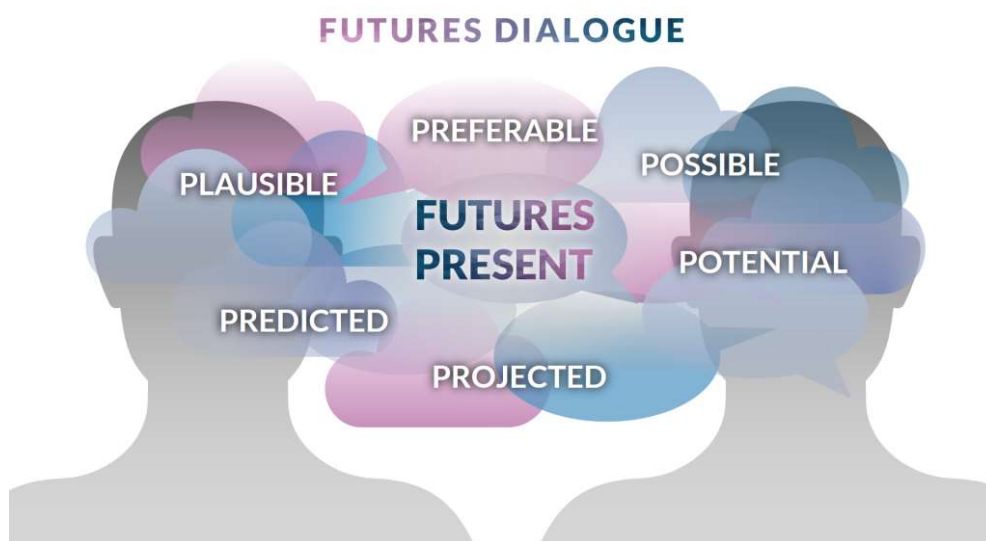 FUTURES DIALOGUE
PREFERABLE
POSSIBLE
PLAUSIBLE
FUTURES
PRESENT
POTENTIAL
PREDICTED
PROJECTED